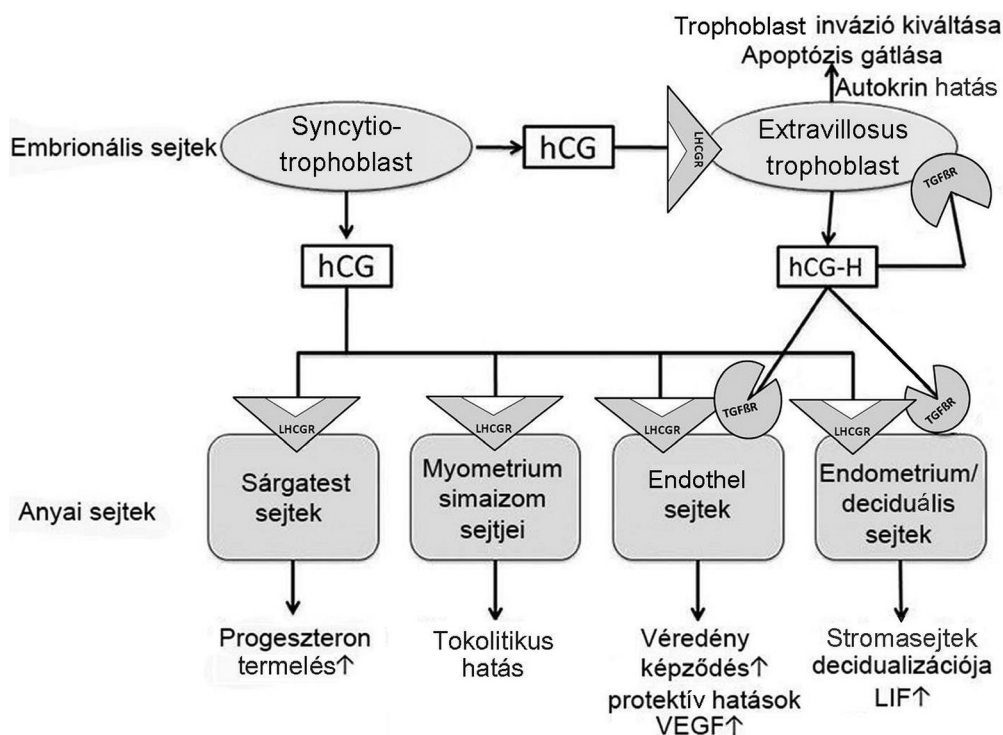 Trophoblast invázió kiváltása
Apoptózis gátlása
Autokrin hatás
Embrionális sejtek
Syncytio-
trophoblast
hCG
LHCGR
Extravillosus
trophoblast
TGFßR
hCG
hCG-H
LHCGR
LHCGR
LHCGR
TGFßR
LHCGR
TGFßR
Anyai sejtek
Sárgatest
sejtek
Myometrium
simaizom
sejtjei
Endothel
sejtek
Endometrium/
deciduális
sejtek
Progeszteron
termelés↑
Tokolitikus
hatás
Véredény
képződés↑
protektív hatások
VEGF↑
Stromasejtek
decidualizációja
LIF↑